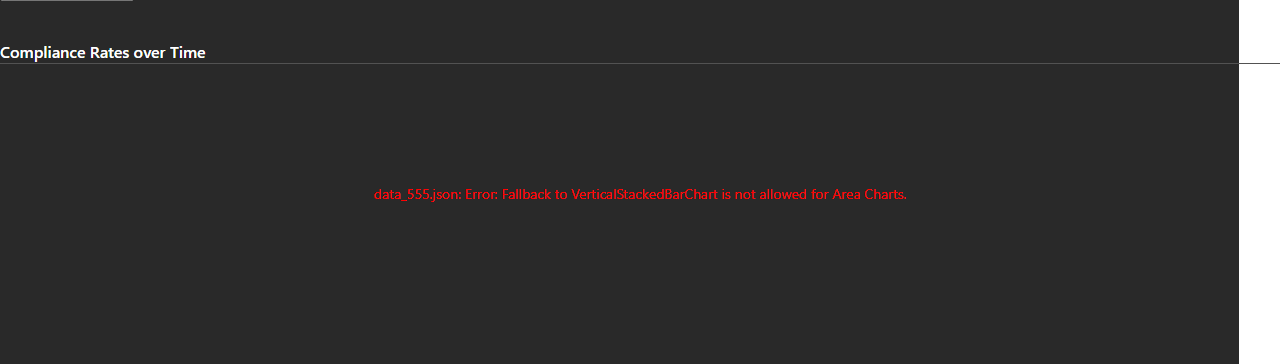 Compliance Rates over Time
data_555.json: Error: Fallback to VerticalStackedBarChart is not allowed for Area Charts.